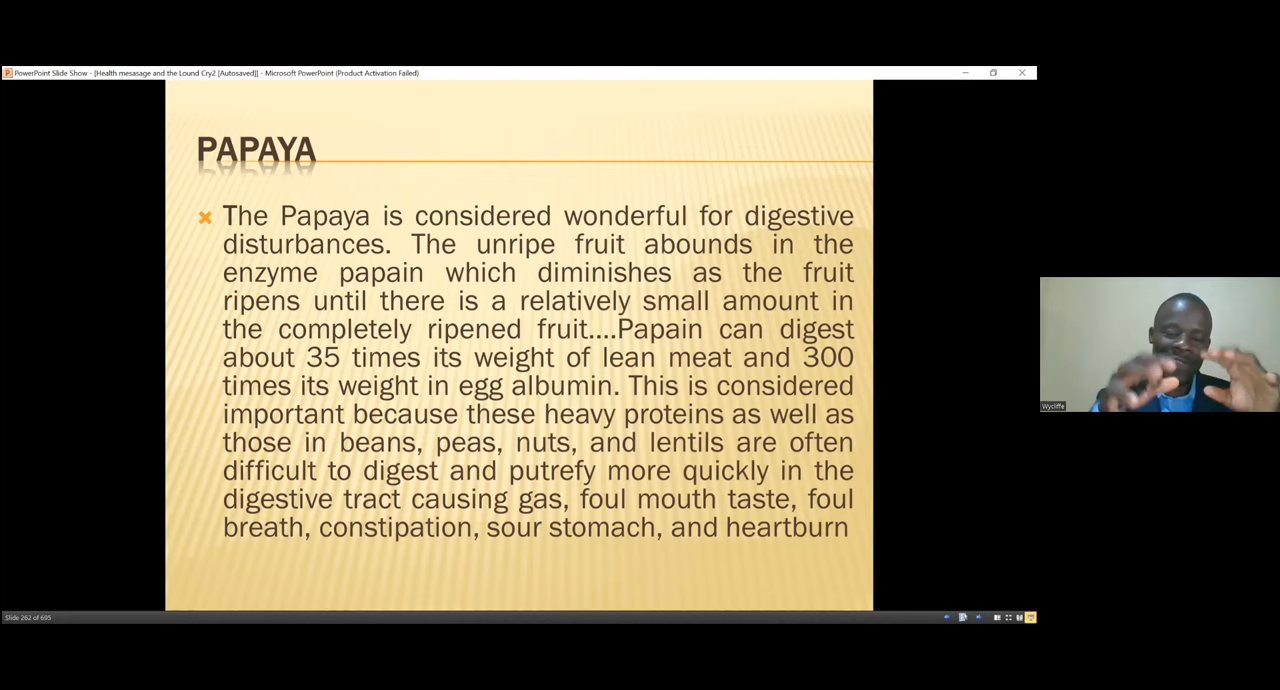 PowerPoint Slide Show - [Health mesasage and the Lound Cry2 [Autosaved]] - Microsoft PowerPoint (Product Activation Failed)
PAPAYA
The Papaya is considered wonderful for digestive
disturbances. The unripe fruit abounds in the
enzyme papain which diminishes as the fruit
ripens until there is a relatively small amount in
the completely ripened fruit....Papain can digest
about 35 times its weight of lean meat and 300
times its weight in egg albumin. This is considered
important because these heavy proteins as well as
those in beans, peas, nuts, and lentils are often
difficult to digest and putrefy more quickly in the
digestive tract causing gas, foul mouth taste, foul
breath, constipation, sour stomach, and heartburn
Wycliffe
Slide 262 of 695